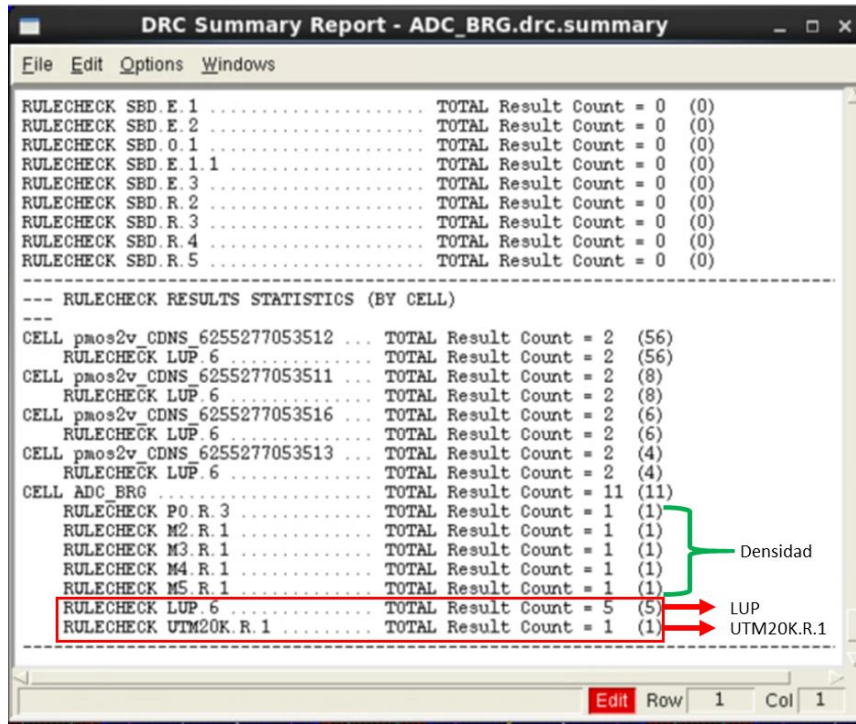 DRC Summary Report - ADC_BRG.drc.summary
File Edit Options Windows
RULECHECK SBD.E.1 ...................... TOTAL Result Count = 0 (0)
RULECHECK SBD.E.2 ...................... TOTAL Result Count = 0 (0)
RULECHECK SBD.O.1 ...................... TOTAL Result Count = 0 (0)
RULECHECK SBD.E.1.1 .................... TOTAL Result Count = 0 (0)
RULECHECK SBD.E.3 ...................... TOTAL Result Count = 0 (0)
RULECHECK SBD.R.2 ...................... TOTAL Result Count = 0 (0)
RULECHECK SBD.R.3 ...................... TOTAL Result Count = 0 (0)
RULECHECK SBD.R.4 ...................... TOTAL Result Count = 0 (0)
RULECHECK SBD.R.5 ...................... TOTAL Result Count = 0 (0)
----------------------------------------------------------------------------------
--- RULECHECK RESULTS STATISTICS (BY CELL)
---
CELL pmos2v_CDNS_6255277053512 ... TOTAL Result Count = 2 (56)
RULECHECK LUP.6 .............. TOTAL Result Count = 2 (56)
CELL pmos2v_CDNS_6255277053511 ... TOTAL Result Count = 2 (8)
RULECHECK LUP.6 .............. TOTAL Result Count = 2 (8)
CELL pmos2v_CDNS_6255277053516 ... TOTAL Result Count = 2 (6)
RULECHECK LUP.6 .............. TOTAL Result Count = 2 (6)
CELL pmos2v_CDNS_6255277053513 ... TOTAL Result Count = 2 (4)
RULECHECK LUP.6 .............. TOTAL Result Count = 2 (4)
CELL ADC_BRG ..................... TOTAL Result Count = 11 (11)
RULECHECK PO.R.3 ............. TOTAL Result Count = 1 (1)
RULECHECK M2.R.1 ............. TOTAL Result Count = 1 (1)
RULECHECK M3.R.1 ............. TOTAL Result Count = 1 (1)
RULECHECK M4.R.1 ............. TOTAL Result Count = 1 (1)
RULECHECK M5.R.1 ............. TOTAL Result Count = 1 (1)
Densidad
RULECHECK LUP.6 .............. TOTAL Result Count = 5 (5) LUP
RULECHECK UTM20K.R.1 ......... TOTAL Result Count = 1 (1) UTM20K.R.1
----------------------------------------------------------------------------------
Edit Row 1 Col 1